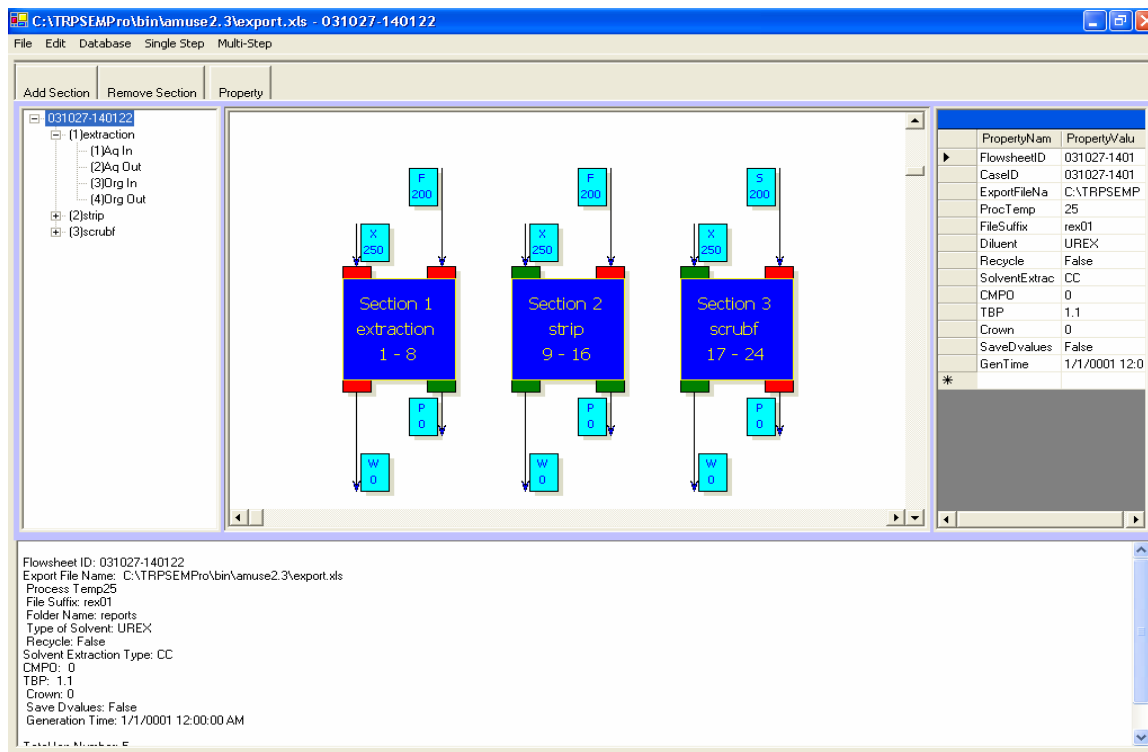 C:\TRPSEMPro\bin\amuse2.3\export.xls - 031027-140122
File Edit Database Single Step Multi-Step
Add Section Remove Section Property
031027-140122
(1)extraction
(1)Aq In
(2)Aq Out
(3)Org In
(4)Org Out
(2)strip
(3)scrubf
F
200
F
200
S
200
X
250
X
250
X
250
Section 1
extraction
1 - 8
Section 2
strip
9 - 16
Section 3
scrubf
17 - 24
P
0
P
0
P
0
W
0
W
0
W
0
PropertyNam PropertyValu
FlowsheetID 031027-1401
CaseID 031027-1401
ExportFileNa C:\TRPSEMP
ProcTemp 25
FileSuffix rex01
Diluent UREX
Recycle False
SolventExtrac CC
CMPO 0
TBP 1.1
Crown 0
SaveDvalues False
GenTime 1/1/0001 12:0
Flowsheet ID: 031027-140122
Export File Name: C:\TRPSEMPro\bin\amuse2.3\export.xls
Process Temp25
File Suffix: rex01
Folder Name: reports
Type of Solvent: UREX
Recycle: False
Solvent Extraction Type: CC
CMPO: 0
TBP: 1.1
Crown: 0
Save Dvalues: False
Generation Time: 1/1/0001 12:00:00 AM